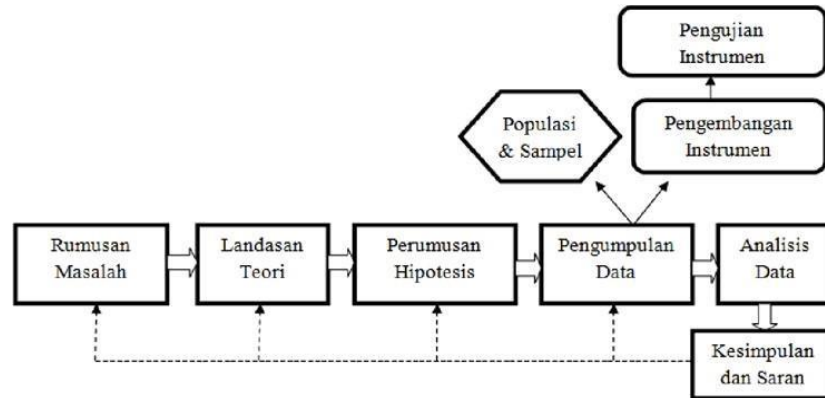 Pengujian
Instrumen
Populasi
& Sampel
Pengembangan
Instrumen
Rumusan
Masalah
Landasan
Teori
Perumusan
Hipotesis
Pengumpulan
Data
Analisis
Data
Kesimpulan
dan Saran